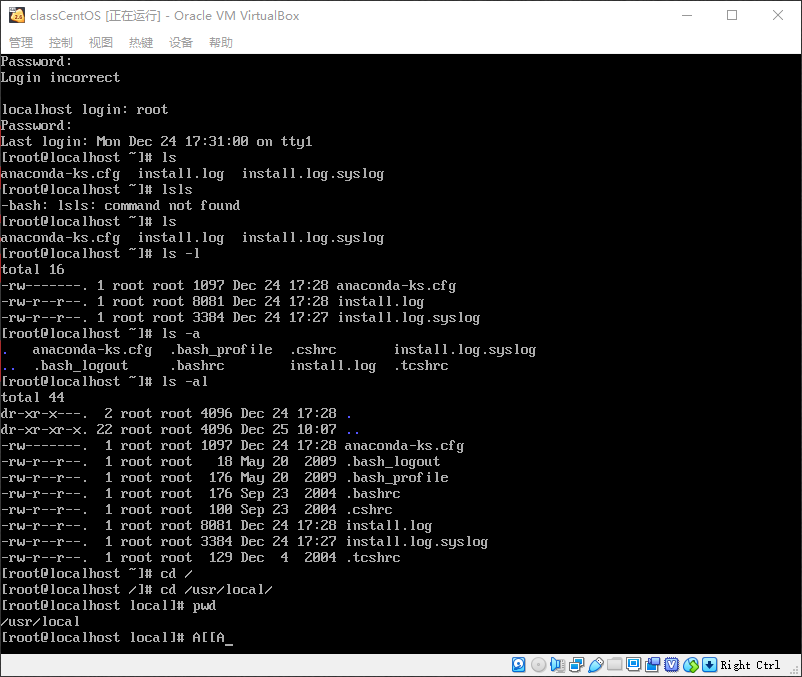 classCentOS [正在运行] - Oracle VM VirtualBox
管理 控制 视图 热键 设备 帮助
Password:
Login incorrect
localhost login: root
Password:
Last login: Mon Dec 24 17:31:00 on tty1
[root@localhost ~]# ls
anaconda-ks.cfg  install.log  install.log.syslog
[root@localhost ~]# lsls
-bash: lsls: command not found
[root@localhost ~]# ls
anaconda-ks.cfg  install.log  install.log.syslog
[root@localhost ~]# ls -l
total 16
-rw-------. 1 root root 1097 Dec 24 17:28 anaconda-ks.cfg
-rw-r--r--. 1 root root 8081 Dec 24 17:28 install.log
-rw-r--r--. 1 root root 3384 Dec 24 17:27 install.log.syslog
[root@localhost ~]# ls -a
.   anaconda-ks.cfg  .bash_profile  .cshrc       install.log.syslog
..  .bash_logout     .bashrc        install.log  .tcshrc
[root@localhost ~]# ls -al
total 44
dr-xr-x---.  2 root root 4096 Dec 24 17:28 .
dr-xr-xr-x. 22 root root 4096 Dec 25 10:07 ..
-rw-------.  1 root root 1097 Dec 24 17:28 anaconda-ks.cfg
-rw-r--r--.  1 root root   18 May 20  2009 .bash_logout
-rw-r--r--.  1 root root  176 May 20  2009 .bash_profile
-rw-r--r--.  1 root root  176 Sep 23  2004 .bashrc
-rw-r--r--.  1 root root  100 Sep 23  2004 .cshrc
-rw-r--r--.  1 root root 8081 Dec 24 17:28 install.log
-rw-r--r--.  1 root root 3384 Dec 24 17:27 install.log.syslog
-rw-r--r--.  1 root root  129 Dec  4  2004 .tcshrc
[root@localhost ~]# cd /
[root@localhost /]# cd /usr/local/
[root@localhost local]# pwd
/usr/local
[root@localhost local]# A[[A_
Right Ctrl